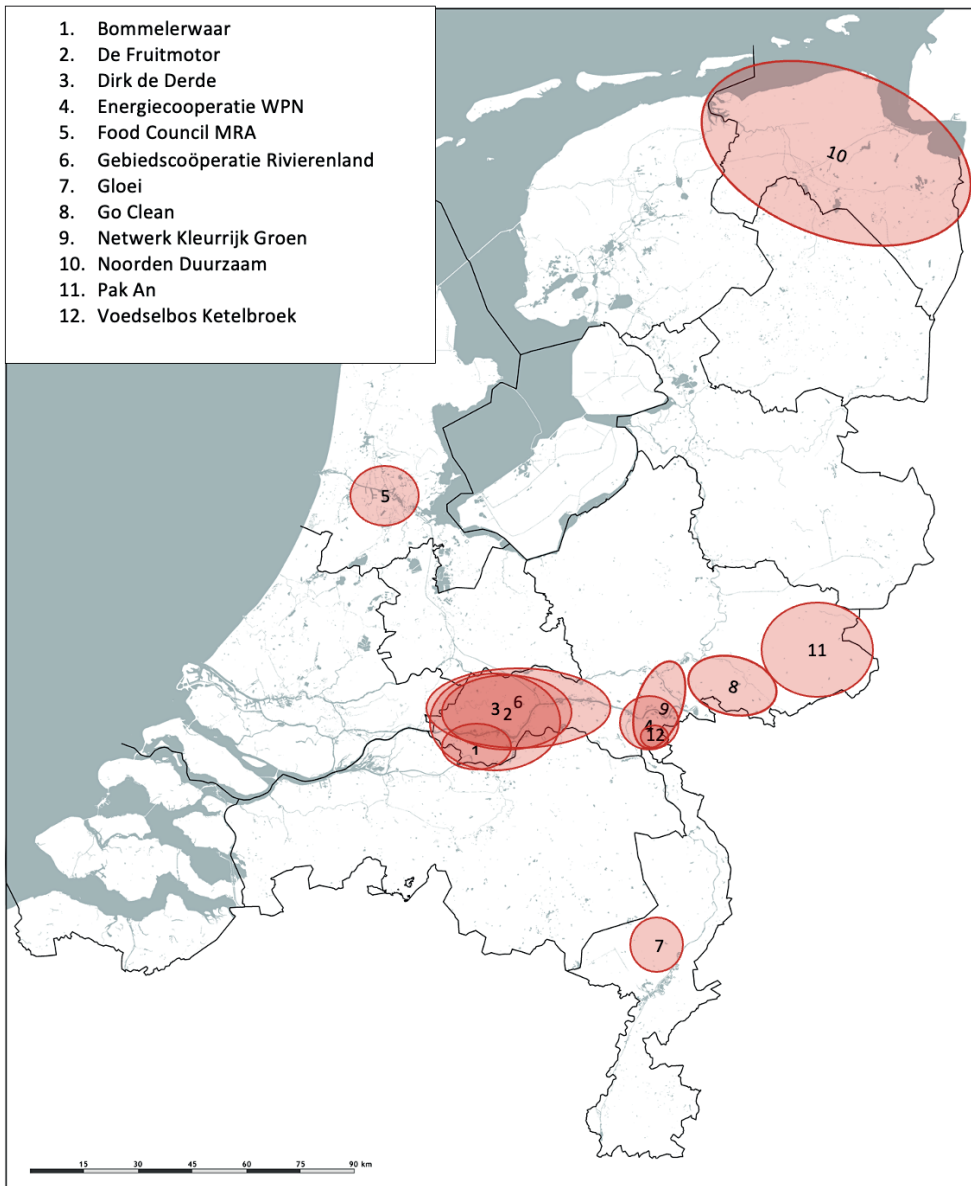 1. Bommelerwaar
2. De Fruitmotor
3. Dirk de Derde
4. Energiecooperatie WPN
5. Food Council MRA
6. Gebiedscoöperatie Rivierenland
7. Gloei
8. Go Clean
9. Netwerk Kleurrijk Groen
10. Noorden Duurzaam
11. Pak An
12. Voedselbos Ketelbroek
10
5
11
8
6
3
2
9
4
12
1
7
15 30 45 60 75 90 km